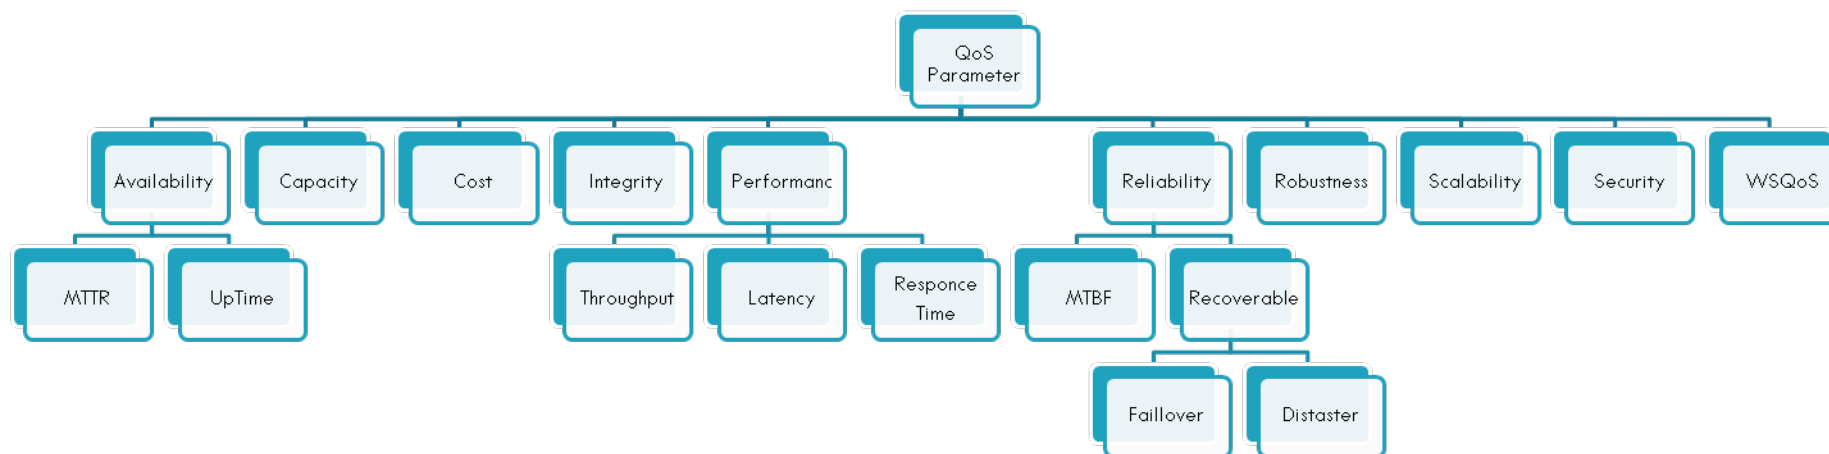 QoS
Parameter
Availability
Capacity
Cost
Integrity
Performanc
Reliability
Robustness
Scalability
Security
WSQoS
MTTR
UpTime
Throughput
Latency
Responce
Time
MTBF
Recoverable
Faillover
Distaster